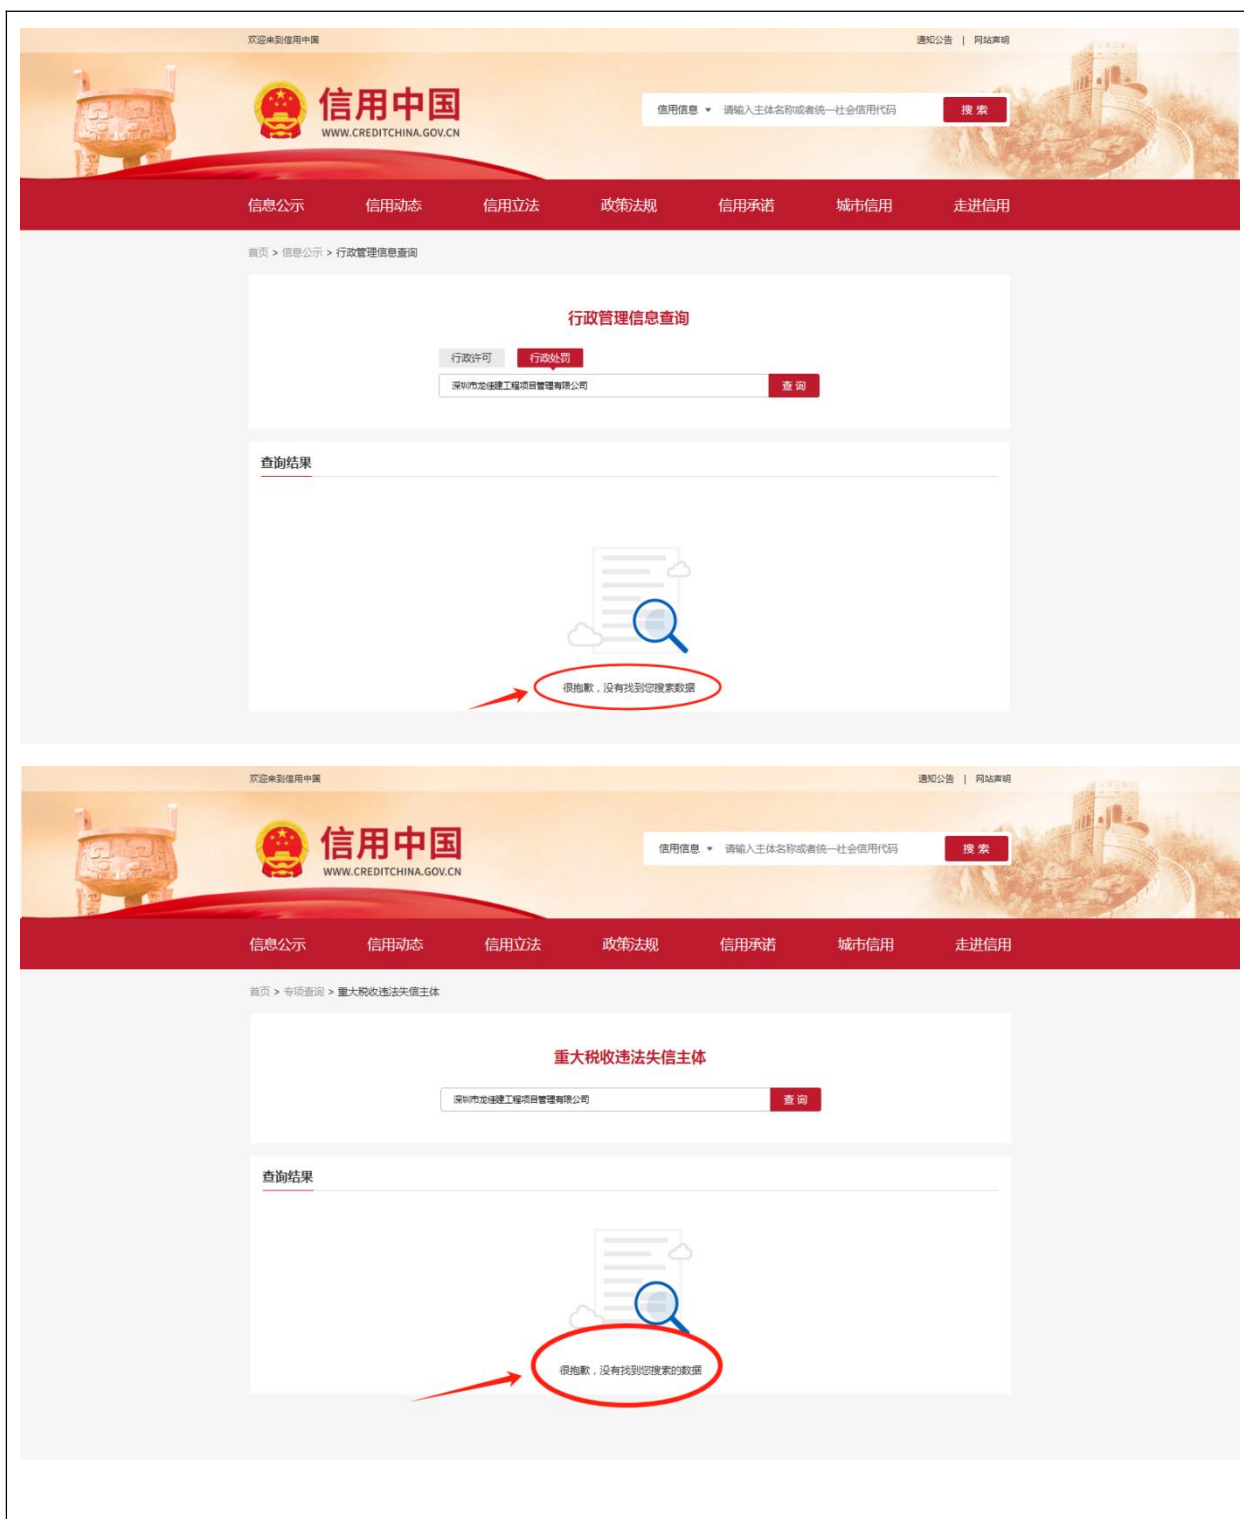 欢迎来到信用中国
通知公告 | 网站声明
信用中国
WWW.CREDITCHINA.GOV.CN
信用信息 请输入主体名称或者统一社会信用代码 搜索
信息公示 信用动态 信用立法 政策法规 信用承诺 城市信用 走进信用
首页 > 信息公示 > 行政管理信息查询
行政管理信息查询
行政许可 行政处罚
深圳市龙佳建工程项目管理有限公司 查询
查询结果
很抱歉，没有找到您搜索数据
欢迎来到信用中国
通知公告 | 网站声明
信用中国
WWW.CREDITCHINA.GOV.CN
信用信息 请输入主体名称或者统一社会信用代码 搜索
信息公示 信用动态 信用立法 政策法规 信用承诺 城市信用 走进信用
首页 > 专项查询 > 重大税收违法失信主体
重大税收违法失信主体
深圳市龙佳建工程项目管理有限公司 查询
查询结果
很抱歉，没有找到您搜索的数据